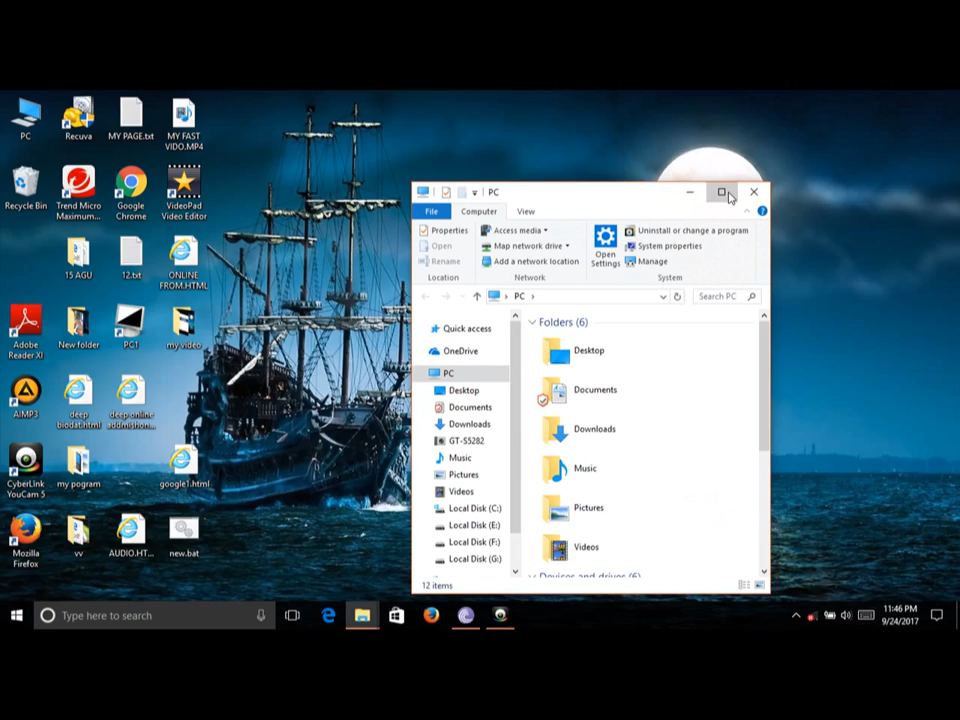 PC
Recuva
MY PAGE.txt
MY FAST
VIDO.MP4
Recycle Bin
Trend Micro
Maximum...
Google
Chrome
VideoPad
Video Editor
15 AGU
12.txt
ONLINE
FROM.HTML
Adobe
Reader XI
New folder
PC1
my video
AIMP3
deep
biodat.html
deep online
addmishon...
CyberLink
YouCam 5
my pogram
google1.html
Mozilla
Firefox
vv
AUDIO.HT...
new.bat
PC
File
Computer
View
Properties
Open
Rename
Location
Access media
Map network drive
Add a network location
Network
Open
Settings
Uninstall or change a program
System properties
Manage
System
PC
Search PC
Quick access
OneDrive
PC
Desktop
Documents
Downloads
GT-S5282
Music
Pictures
Videos
Local Disk (C:)
Local Disk (E:)
Local Disk (F:)
Local Disk (G:)
Folders (6)
Desktop
Documents
Downloads
Music
Pictures
Videos
Devices and drives (6)
12 items
Type here to search
11:46 PM
9/24/2017